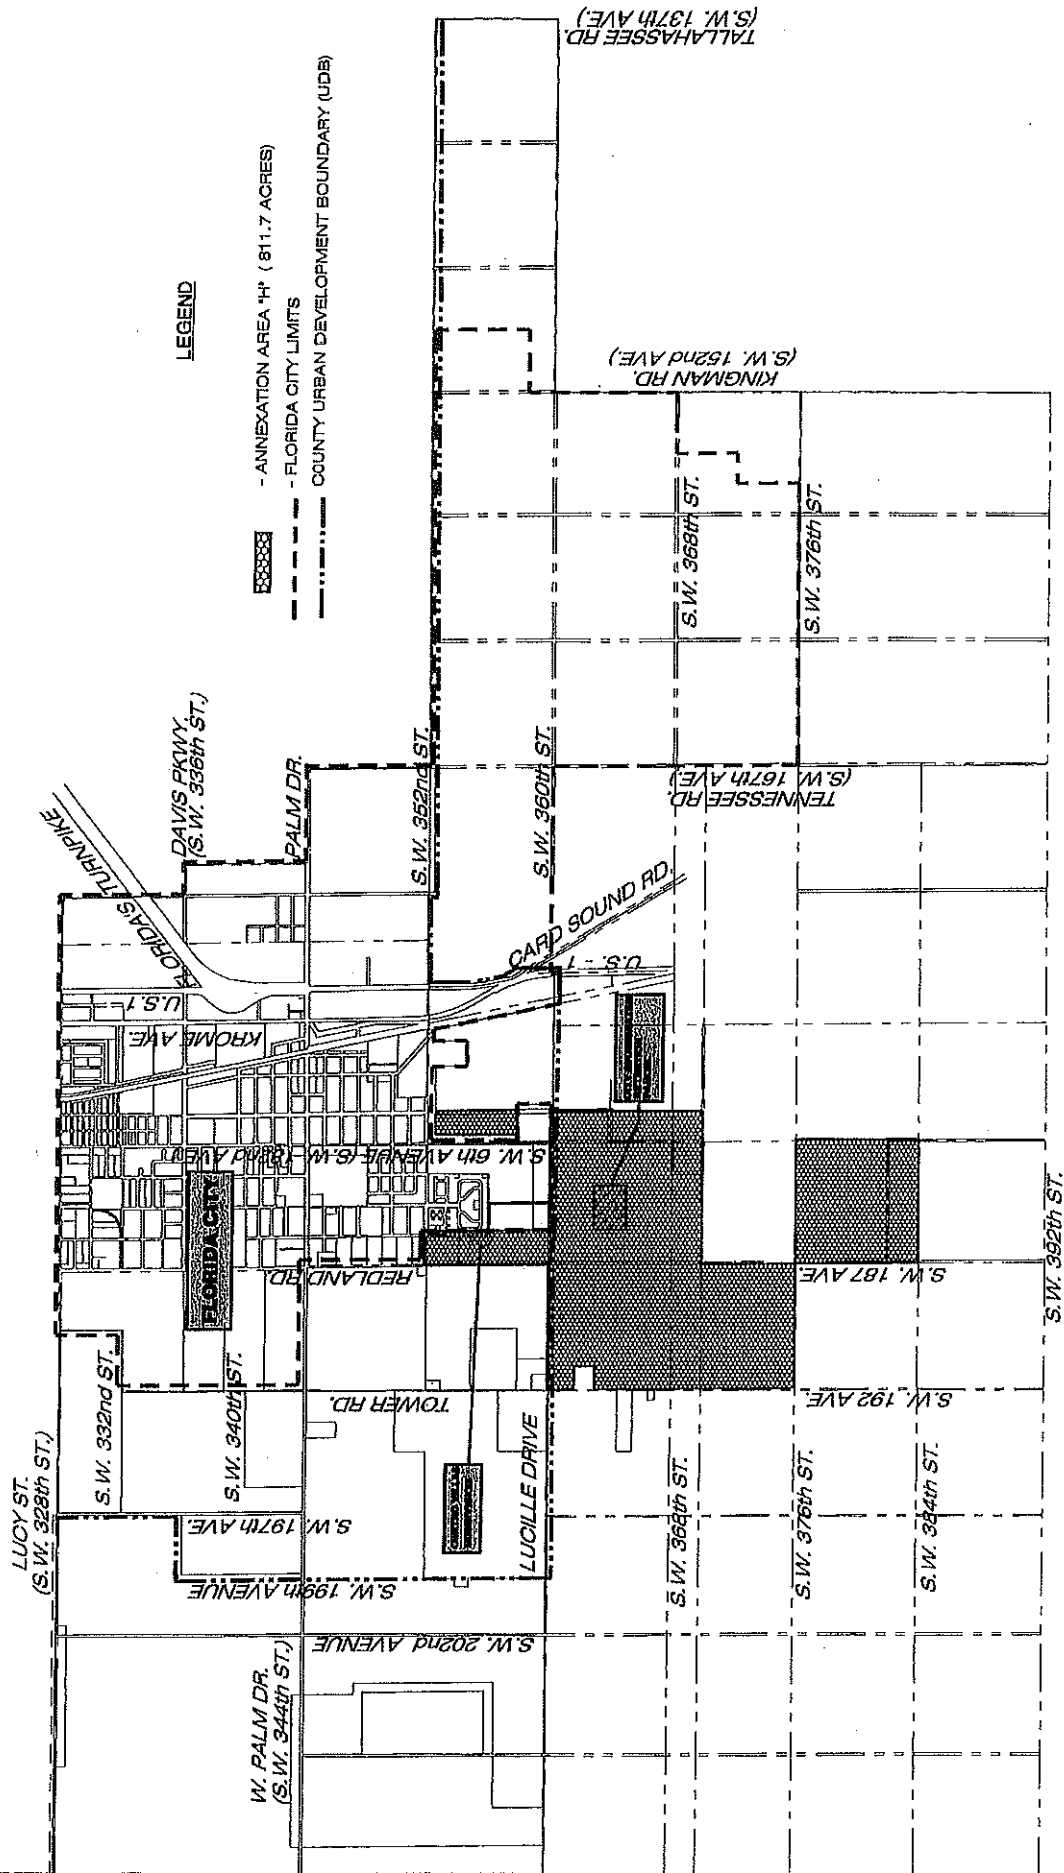 LEGEND
- ANNEXATION AREA "H" ( 811.7 ACRES)
- FLORIDA CITY LIMITS
COUNTY URBAN DEVELOPMENT BOUNDARY (UDB)
LUCY ST.
(S.W. 328th ST.)
S.W. 332nd ST.
S.W. 340th ST.
W. PALM DR.
(S.W. 344th ST.)
DAVIS PKWY.
(S.W. 336th ST.)
PALM DR.
S.W. 352nd ST.
S.W. 360th ST.
LUCILLE DRIVE
S.W. 368th ST.
S.W. 376th ST.
S.W. 384th ST.
S.W. 392th ST.
S.W. 368th ST.
S.W. 376th ST.
FLORIDA'S TURNPIKE
U.S.1
KROME AVE.
CARD SOUND RD.
U.S. - 1
FLORIDA CITY
S.W. 6th AVENUE (S.W. 182nd AVE)
REDLAND RD.
TOWER RD.
S.W. 197th AVE
S.W. 199th AVENUE
S.W. 202nd AVENUE
S.W. 187 AVE.
S.W. 192 AVE
TENNESSEE RD.
(S.W. 167th AVE.)
KINGMAN RD.
(S.W. 152nd AVE)
TALLAHASSEE RD.
(S.W. 137th AVE.)